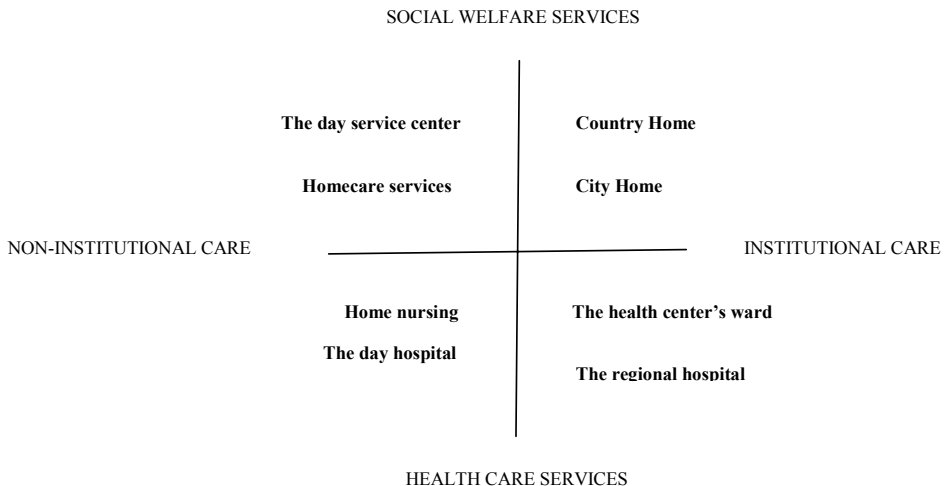 SOCIAL WELFARE SERVICES
The day service center
Country Home
Homecare services
City Home
NON-INSTITUTIONAL CARE
INSTITUTIONAL CARE
Home nursing
The health center’s ward
The day hospital
The regional hospital
HEALTH CARE SERVICES